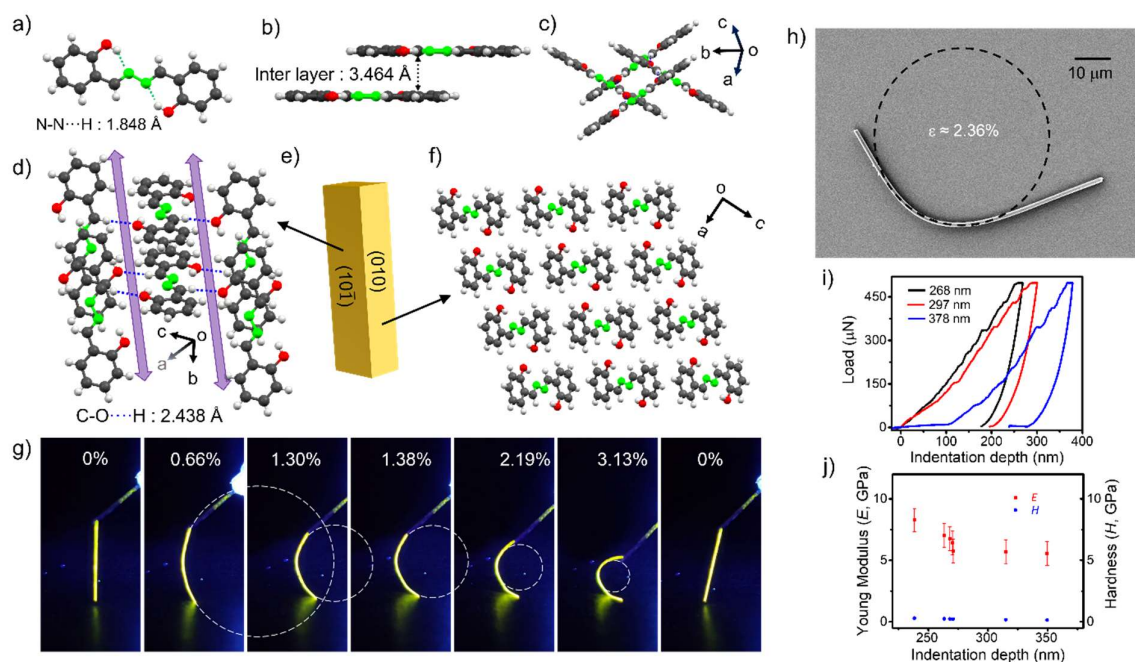 a)
N-N···H : 1.848 Å
b)
Inter layer : 3.464 Å
c)
c
b
o
a
d)
c
o
a
b
C-O····H : 2.438 Å
e)
(101̄)
(010)
f)
o
a
c
g)
0%
0.66%
1.30%
1.38%
2.19%
3.13%
0%
h)
10 μm
ε ≈ 2.36%
i)
268 nm
297 nm
378 nm
Load (μN)
450
300
150
0
0 100 200 300 400
Indentation depth (nm)
j)
E
H
Young Modulus (E, GPa)
10
5
0
Hardness (H, GPa)
10
5
0
250 300 350
Indentation depth (nm)